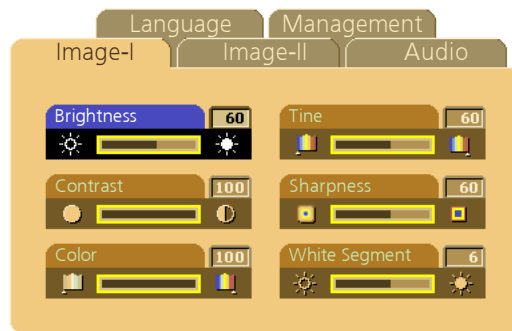 Language Management
Image-I Image-II Audio
Brightness 60
Tine 60
Contrast 100
Sharpness 60
Color 100
White Segment 6